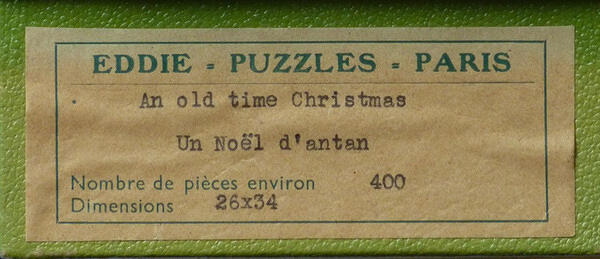 EDDIE = PUZZLES = PARIS
An old time Christmas
Un Noël d'antan
Nombre de pièces environ 400
Dimensions 26x34